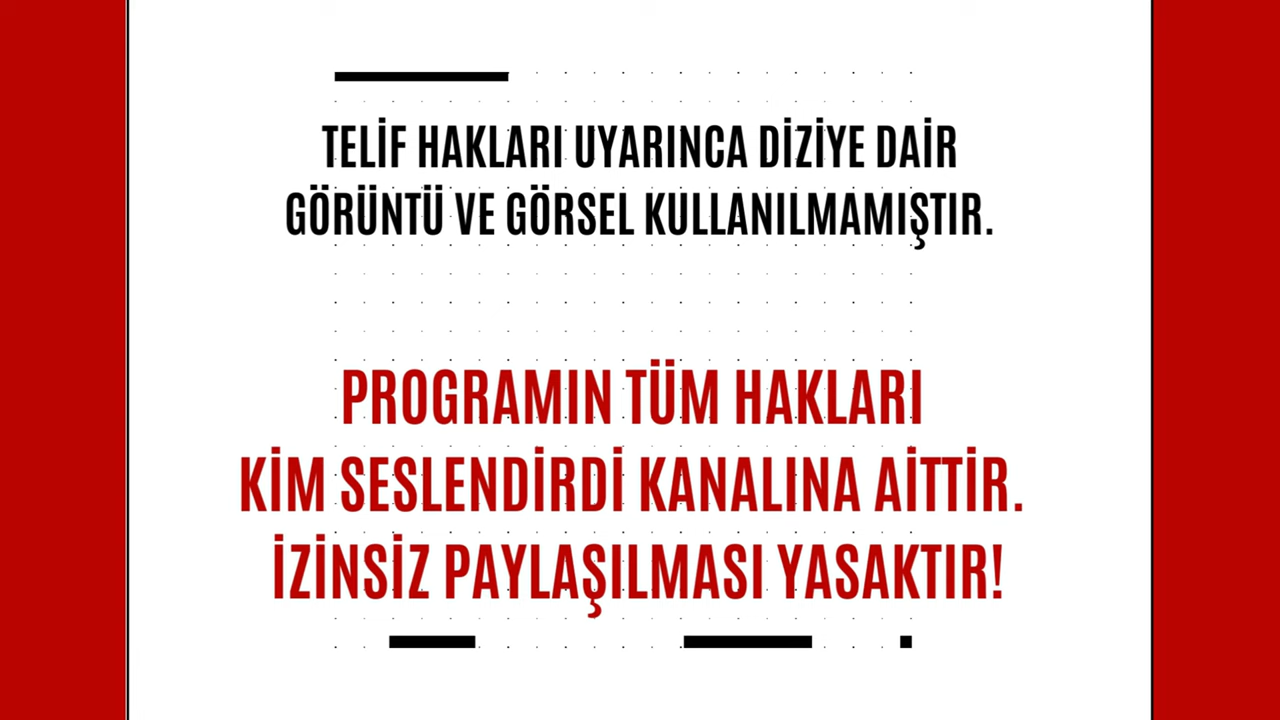 TELİF HAKLARI UYARINCA DİZİYE DAİR
GÖRÜNTÜ VE GÖRSEL KULLANILMAMIŞTIR.
PROGRAMIN TÜM HAKLARI
KİM SESLENDİRDİ KANALINA AİTTİR.
İZİNSİZ PAYLAŞILMASI YASAKTIR!